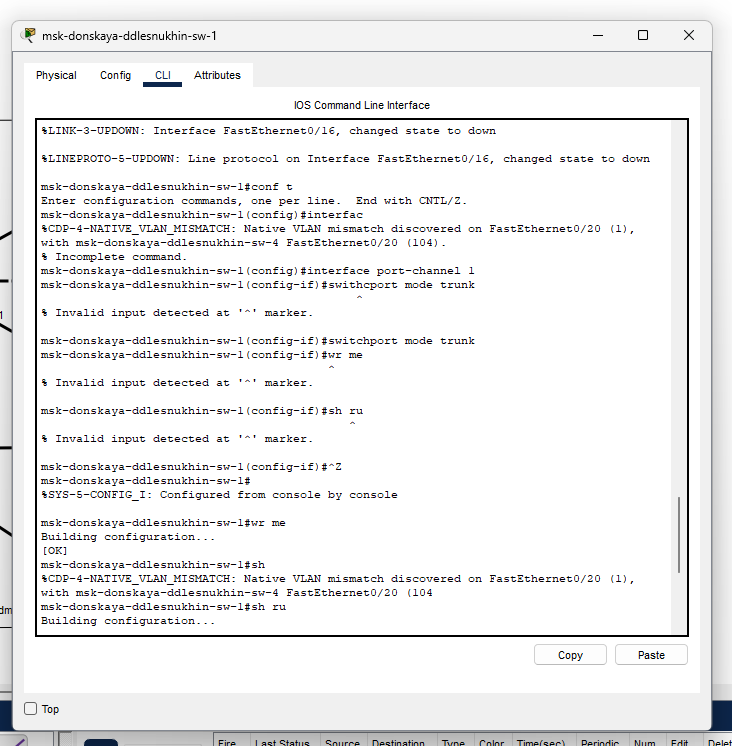 msk-donskaya-ddlesnukhin-sw-1
Physical Config CLI Attributes
IOS Command Line Interface
%LINK-3-UPDOWN: Interface FastEthernet0/16, changed state to down
%LINEPROTO-5-UPDOWN: Line protocol on Interface FastEthernet0/16, changed state to down
msk-donskaya-ddlesnukhin-sw-1#conf t
Enter configuration commands, one per line.  End with CNTL/Z.
msk-donskaya-ddlesnukhin-sw-1(config)#interfac
%CDP-4-NATIVE_VLAN_MISMATCH: Native VLAN mismatch discovered on FastEthernet0/20 (1),
with msk-donskaya-ddlesnukhin-sw-4 FastEthernet0/20 (104).
% Incomplete command.
msk-donskaya-ddlesnukhin-sw-1(config)#interface port-channel 1
msk-donskaya-ddlesnukhin-sw-1(config-if)#swithcport mode trunk
^
% Invalid input detected at '^' marker.
msk-donskaya-ddlesnukhin-sw-1(config-if)#switchport mode trunk
msk-donskaya-ddlesnukhin-sw-1(config-if)#wr me
^
% Invalid input detected at '^' marker.
msk-donskaya-ddlesnukhin-sw-1(config-if)#sh ru
^
% Invalid input detected at '^' marker.
msk-donskaya-ddlesnukhin-sw-1(config-if)#^Z
msk-donskaya-ddlesnukhin-sw-1#
%SYS-5-CONFIG_I: Configured from console by console
msk-donskaya-ddlesnukhin-sw-1#wr me
Building configuration...
[OK]
msk-donskaya-ddlesnukhin-sw-1#sh
%CDP-4-NATIVE_VLAN_MISMATCH: Native VLAN mismatch discovered on FastEthernet0/20 (1),
with msk-donskaya-ddlesnukhin-sw-4 FastEthernet0/20 (104
msk-donskaya-ddlesnukhin-sw-1#sh ru
Building configuration...
Copy Paste
Top
Fire Last Status Source Destination Type Color Time(sec) Periodic Num Edit